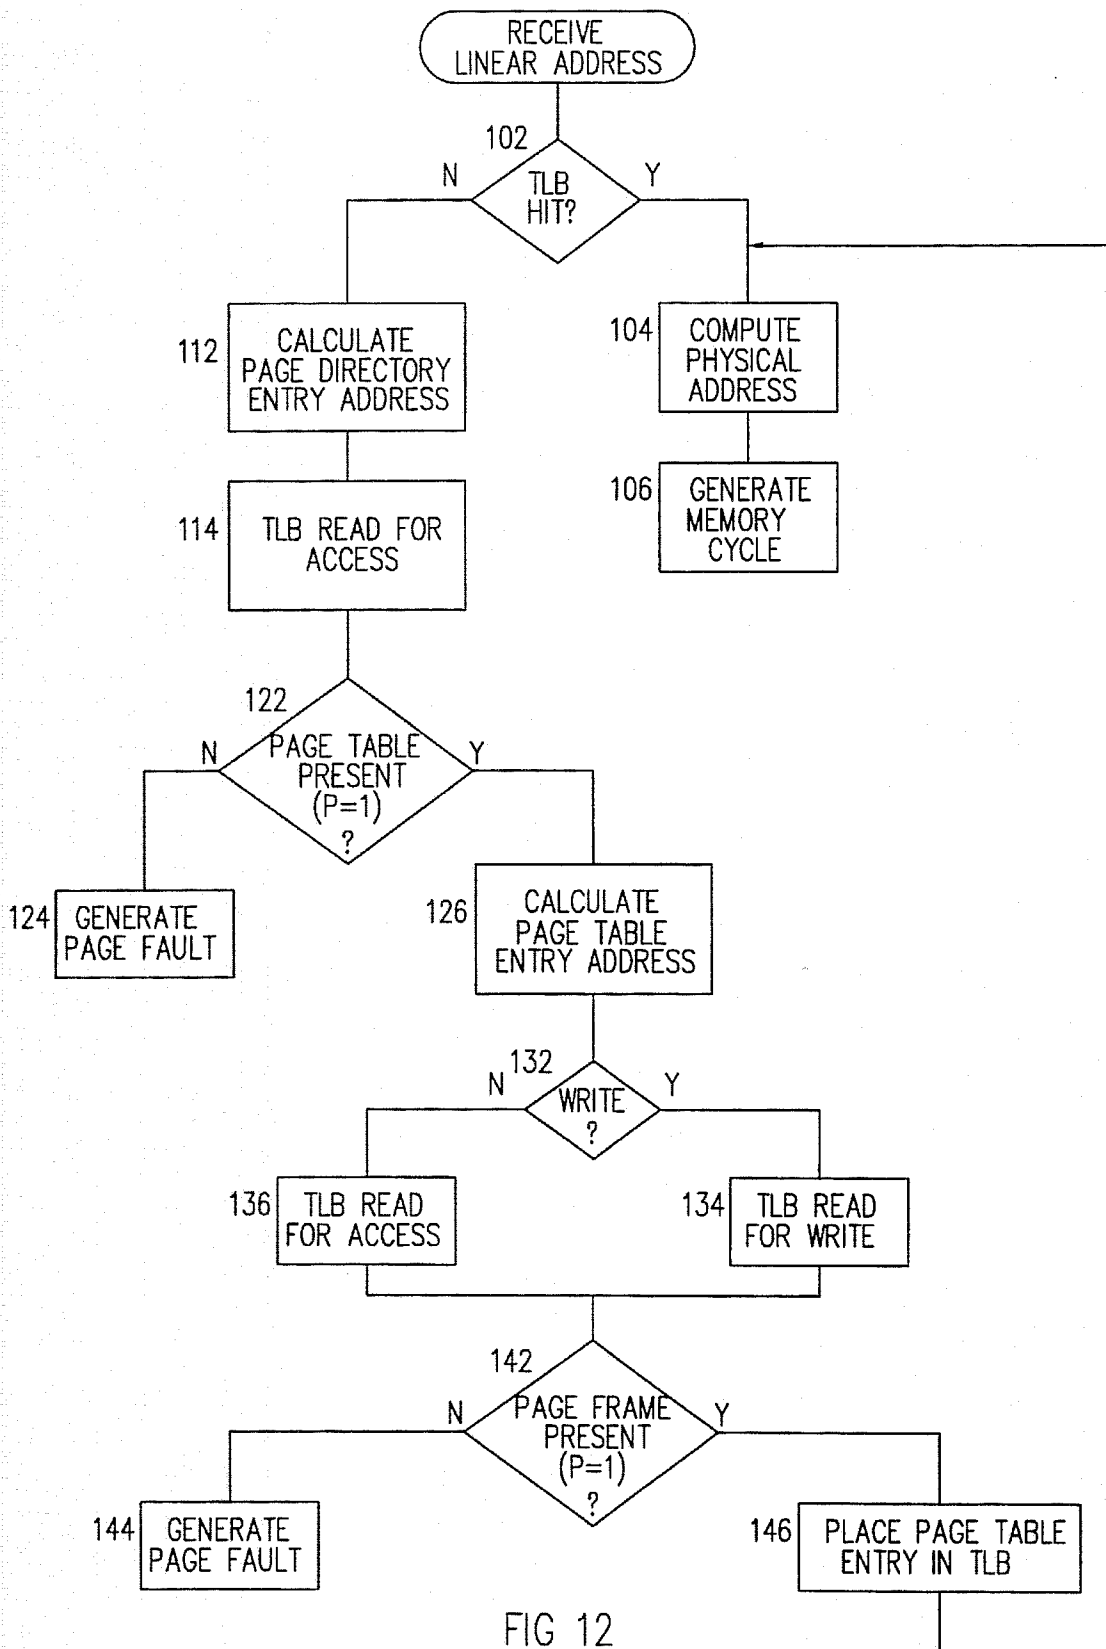 RECEIVE
LINEAR ADDRESS
102
N
Y
TLB
HIT?
112
CALCULATE
PAGE DIRECTORY
ENTRY ADDRESS
104
COMPUTE
PHYSICAL
ADDRESS
114
TLB READ FOR
ACCESS
106
GENERATE
MEMORY
CYCLE
122
N
Y
PAGE TABLE
PRESENT
(P=1)
?
124
GENERATE
PAGE FAULT
126
CALCULATE
PAGE TABLE
ENTRY ADDRESS
132
N
Y
WRITE
?
136
TLB READ
FOR ACCESS
134
TLB READ
FOR WRITE
142
N
Y
PAGE FRAME
PRESENT
(P=1)
?
144
GENERATE
PAGE FAULT
146
PLACE PAGE TABLE
ENTRY IN TLB
FIG 12